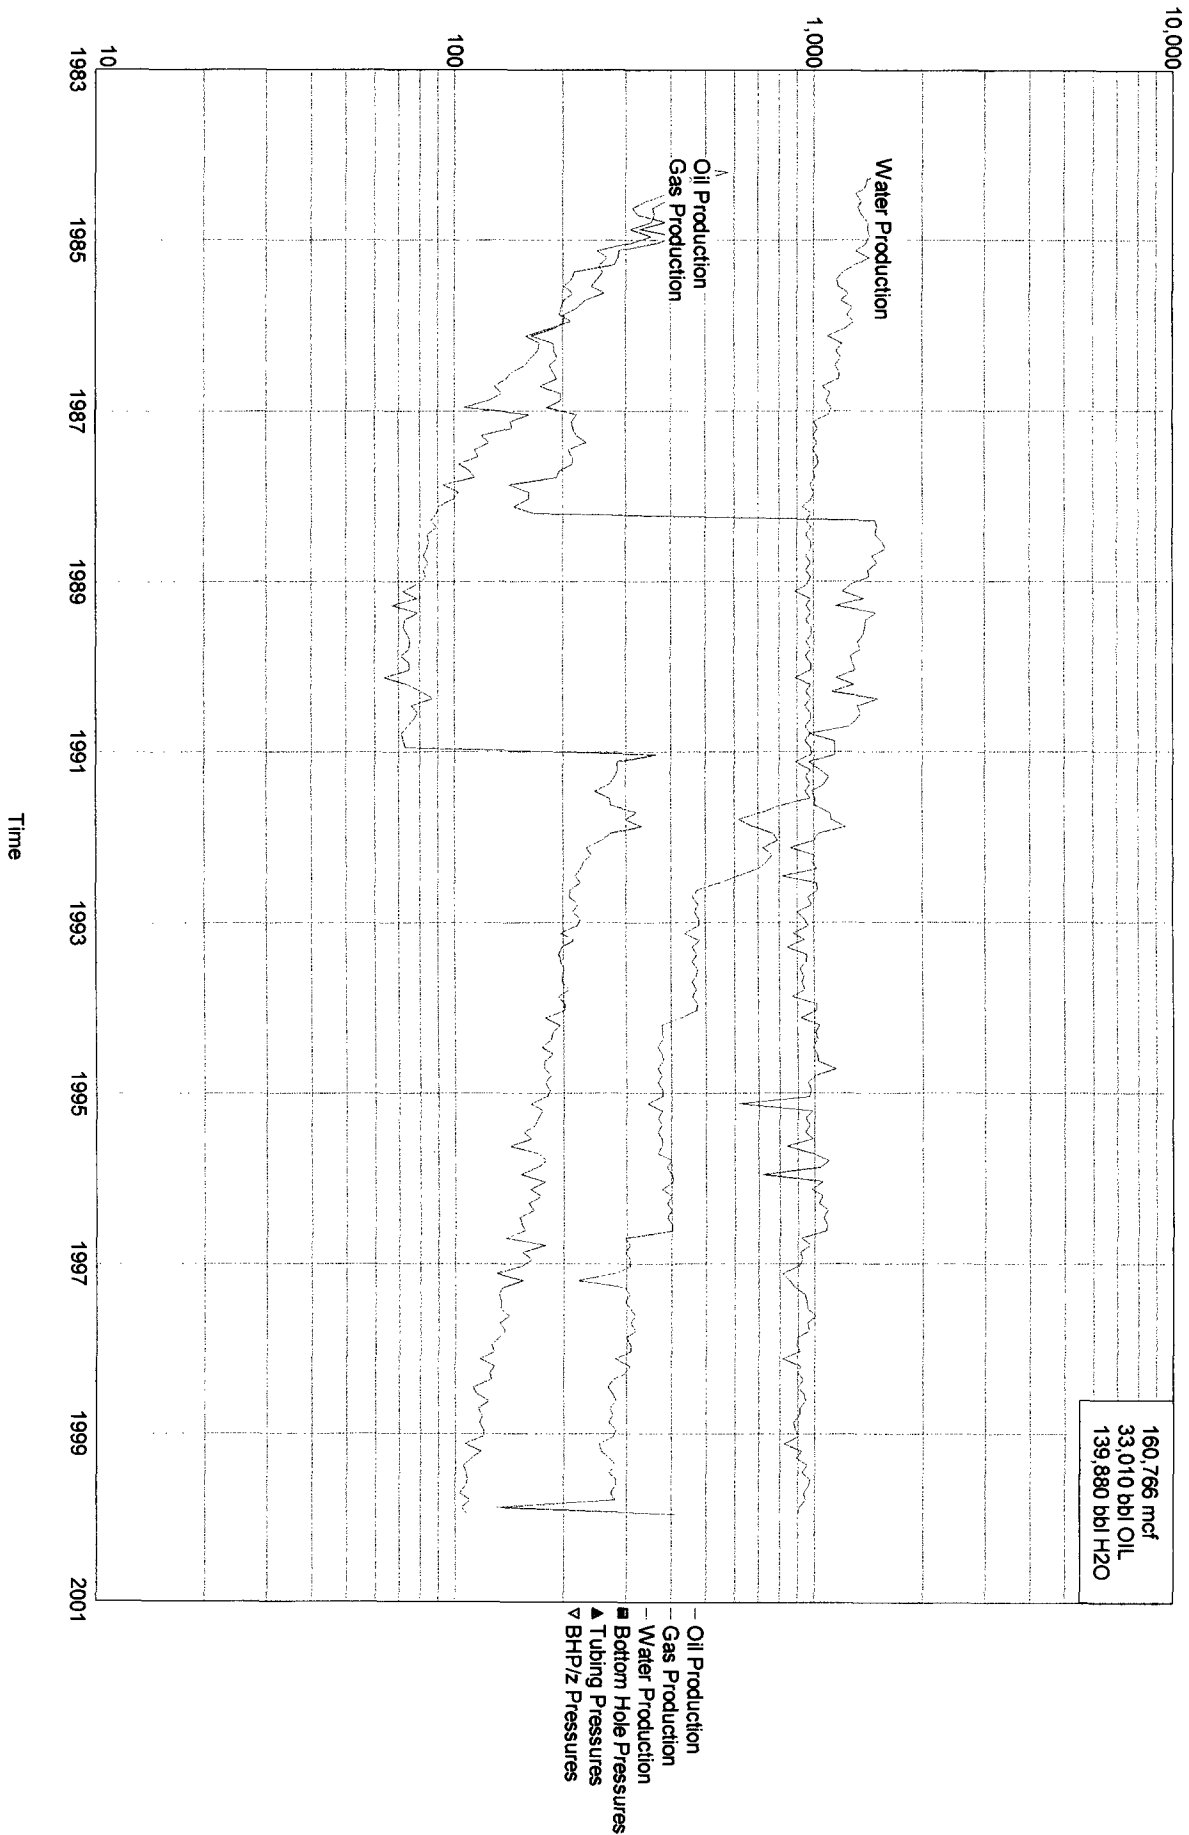 10,000
1,000
100
10
Water Production
Oil Production
Gas Production
160,766 mcf
33,010 bbl OIL
139,880 bbl H2O
1983
1985
1987
1989
1991
1993
1995
1997
1999
2001
Time
Oil Production
Gas Production
Water Production
Bottom Hole Pressures
Tubing Pressures
BHP/z Pressures